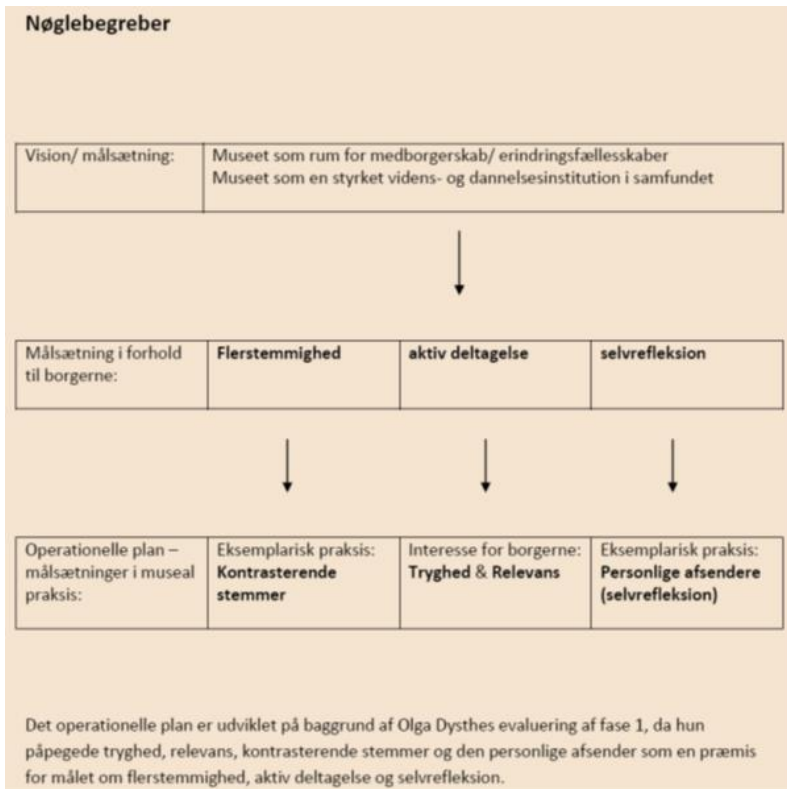 Nøglebegreber
Vision/ målsætning:
Museet som rum for medborgerskab/ erindringsfællesskaber
Museet som en styrket videns- og dannelsesinstitution i samfundet
Målsætning i forhold
til borgerne:
Flerstemmighed
aktiv deltagelse
selvrefleksion
Operationelle plan –
målsætninger i museal
praksis:
Eksemplarisk praksis:
Kontrasterende
stemmer
Interesse for borgerne:
Tryghed & Relevans
Eksemplarisk praksis:
Personlige afsendere
(selvrefleksion)
Det operationelle plan er udviklet på baggrund af Olga Dysthes evaluering af fase 1, da hun
påpegede tryghed, relevans, kontrasterende stemmer og den personlige afsender som en præmis
for målet om flerstemmighed, aktiv deltagelse og selvrefleksion.